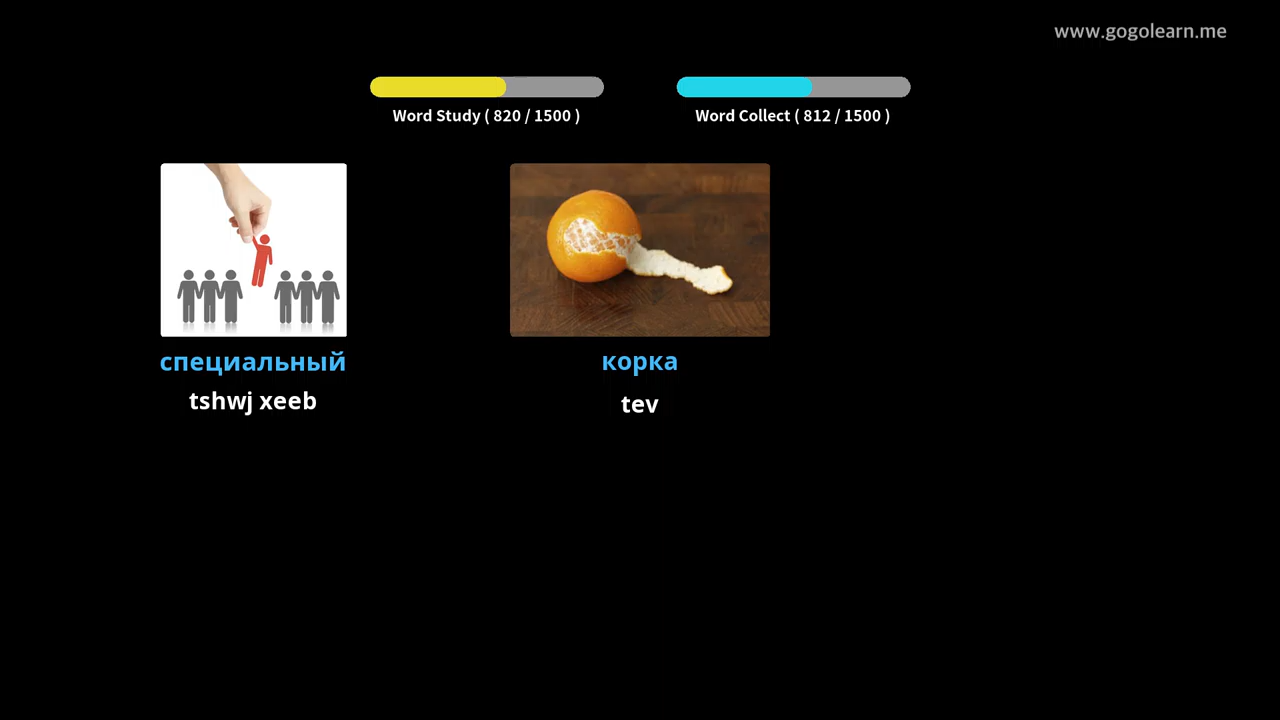 www.gogolearn.me
Word Study ( 820 / 1500 )
Word Collect ( 812 / 1500 )
специальный
tshwj xeeb
корка
tev